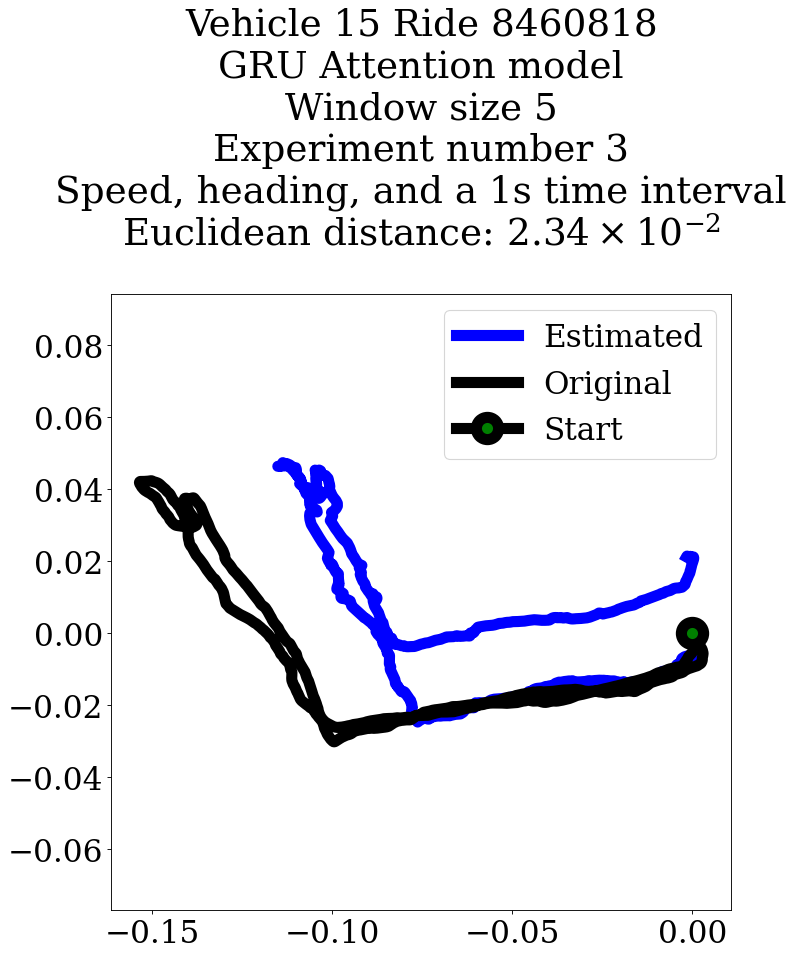 Vehicle 15 Ride 8460818
GRU Attention model
Window size 5
Experiment number 3
Speed, heading, and a 1s time interval
Euclidean distance: 2.34 × 10⁻²
Estimated
Original
Start
0.08
0.06
0.04
0.02
0.00
−0.02
−0.04
−0.06
−0.15
−0.10
−0.05
0.00